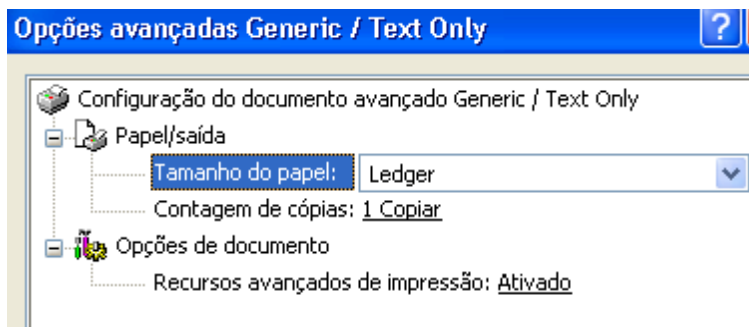 Opções avançadas Generic / Text Only ?
Configuração do documento avançado Generic / Text Only
Papel/saída
Tamanho do papel: Ledger
Contagem de cópias: 1 Copiar
Opções de documento
Recursos avançados de impressão: Ativado